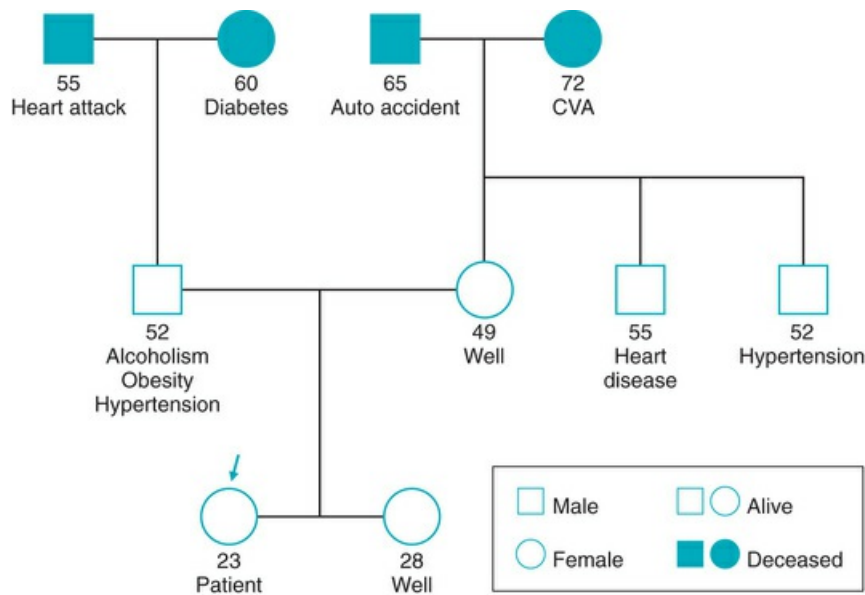 55
Heart attack
60
Diabetes
65
Auto accident
72
CVA
52
Alcoholism
Obesity
Hypertension
49
Well
55
Heart
disease
52
Hypertension
23
Patient
28
Well
Male
Alive
Female
Deceased